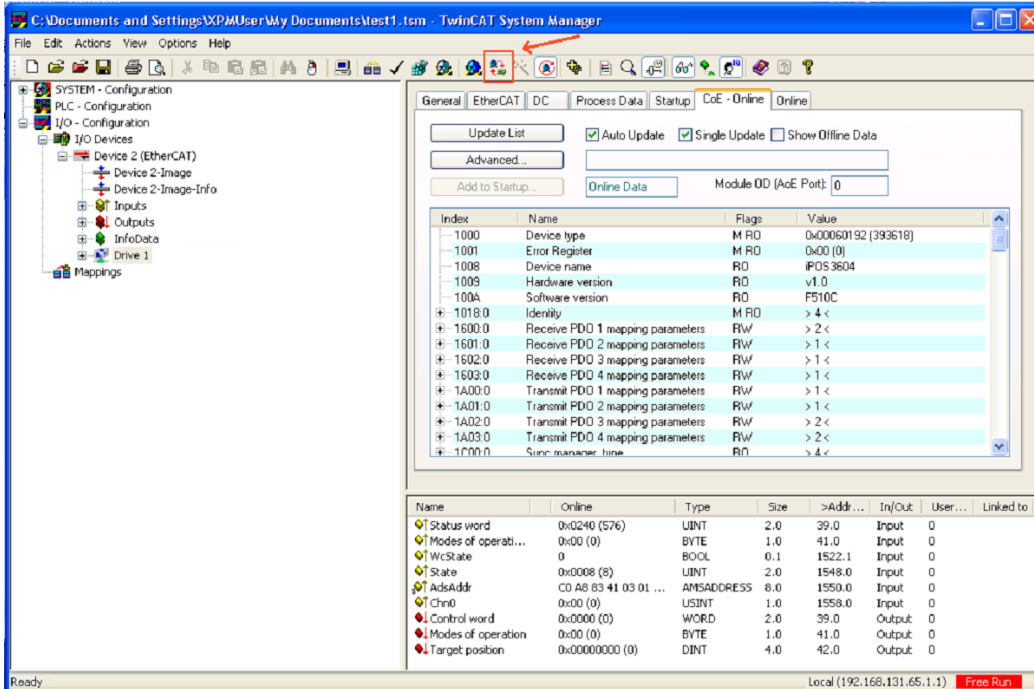 C:\Documents and Settings\XPMUser\My Documents\test1.tsm - TwinCAT System Manager
File Edit Actions View Options Help
SYSTEM - Configuration
PLC - Configuration
I/O - Configuration
I/O Devices
Device 2 (EtherCAT)
Device 2-Image
Device 2-Image-Info
Inputs
Outputs
InfoData
Drive 1
Mappings
General EtherCAT DC Process Data Startup CoE - Online Online
Update List Auto Update Single Update Show Offline Data
Advanced...
Add to Startup... Online Data Module OD (AoE Port): 0
Index Name Flags Value
1000 Device type M RO 0x00060192 (393618)
1001 Error Register M RO 0x00 (0)
1008 Device name RO iPOS3604
1009 Hardware version RO v1.0
100A Software version RO F510C
1018:0 Identity M RO > 4 <
1600:0 Receive PDO 1 mapping parameters RW > 2 <
1601:0 Receive PDO 2 mapping parameters RW > 1 <
1602:0 Receive PDO 3 mapping parameters RW > 1 <
1603:0 Receive PDO 4 mapping parameters RW > 1 <
1A00:0 Transmit PDO 1 mapping parameters RW > 1 <
1A01:0 Transmit PDO 2 mapping parameters RW > 1 <
1A02:0 Transmit PDO 3 mapping parameters RW > 2 <
1A03:0 Transmit PDO 4 mapping parameters RW > 2 <
1C00:0 Sync manager type RO > 4 <
Name Online Type Size >Addr... In/Out User... Linked to
Status word 0x0240 (576) UINT 2.0 39.0 Input 0
Modes of operati... 0x00 (0) BYTE 1.0 41.0 Input 0
WcState 0 BOOL 0.1 1522.1 Input 0
State 0x0008 (8) UINT 2.0 1548.0 Input 0
AdsAddr C0 A8 83 41 03 01 ... AMSADDRESS 8.0 1550.0 Input 0
Chn0 0x00 (0) USINT 1.0 1558.0 Input 0
Control word 0x0000 (0) WORD 2.0 39.0 Output 0
Modes of operation 0x00 (0) BYTE 1.0 41.0 Output 0
Target position 0x00000000 (0) DINT 4.0 42.0 Output 0
Ready Local (192.168.131.65.1.1) Free Run